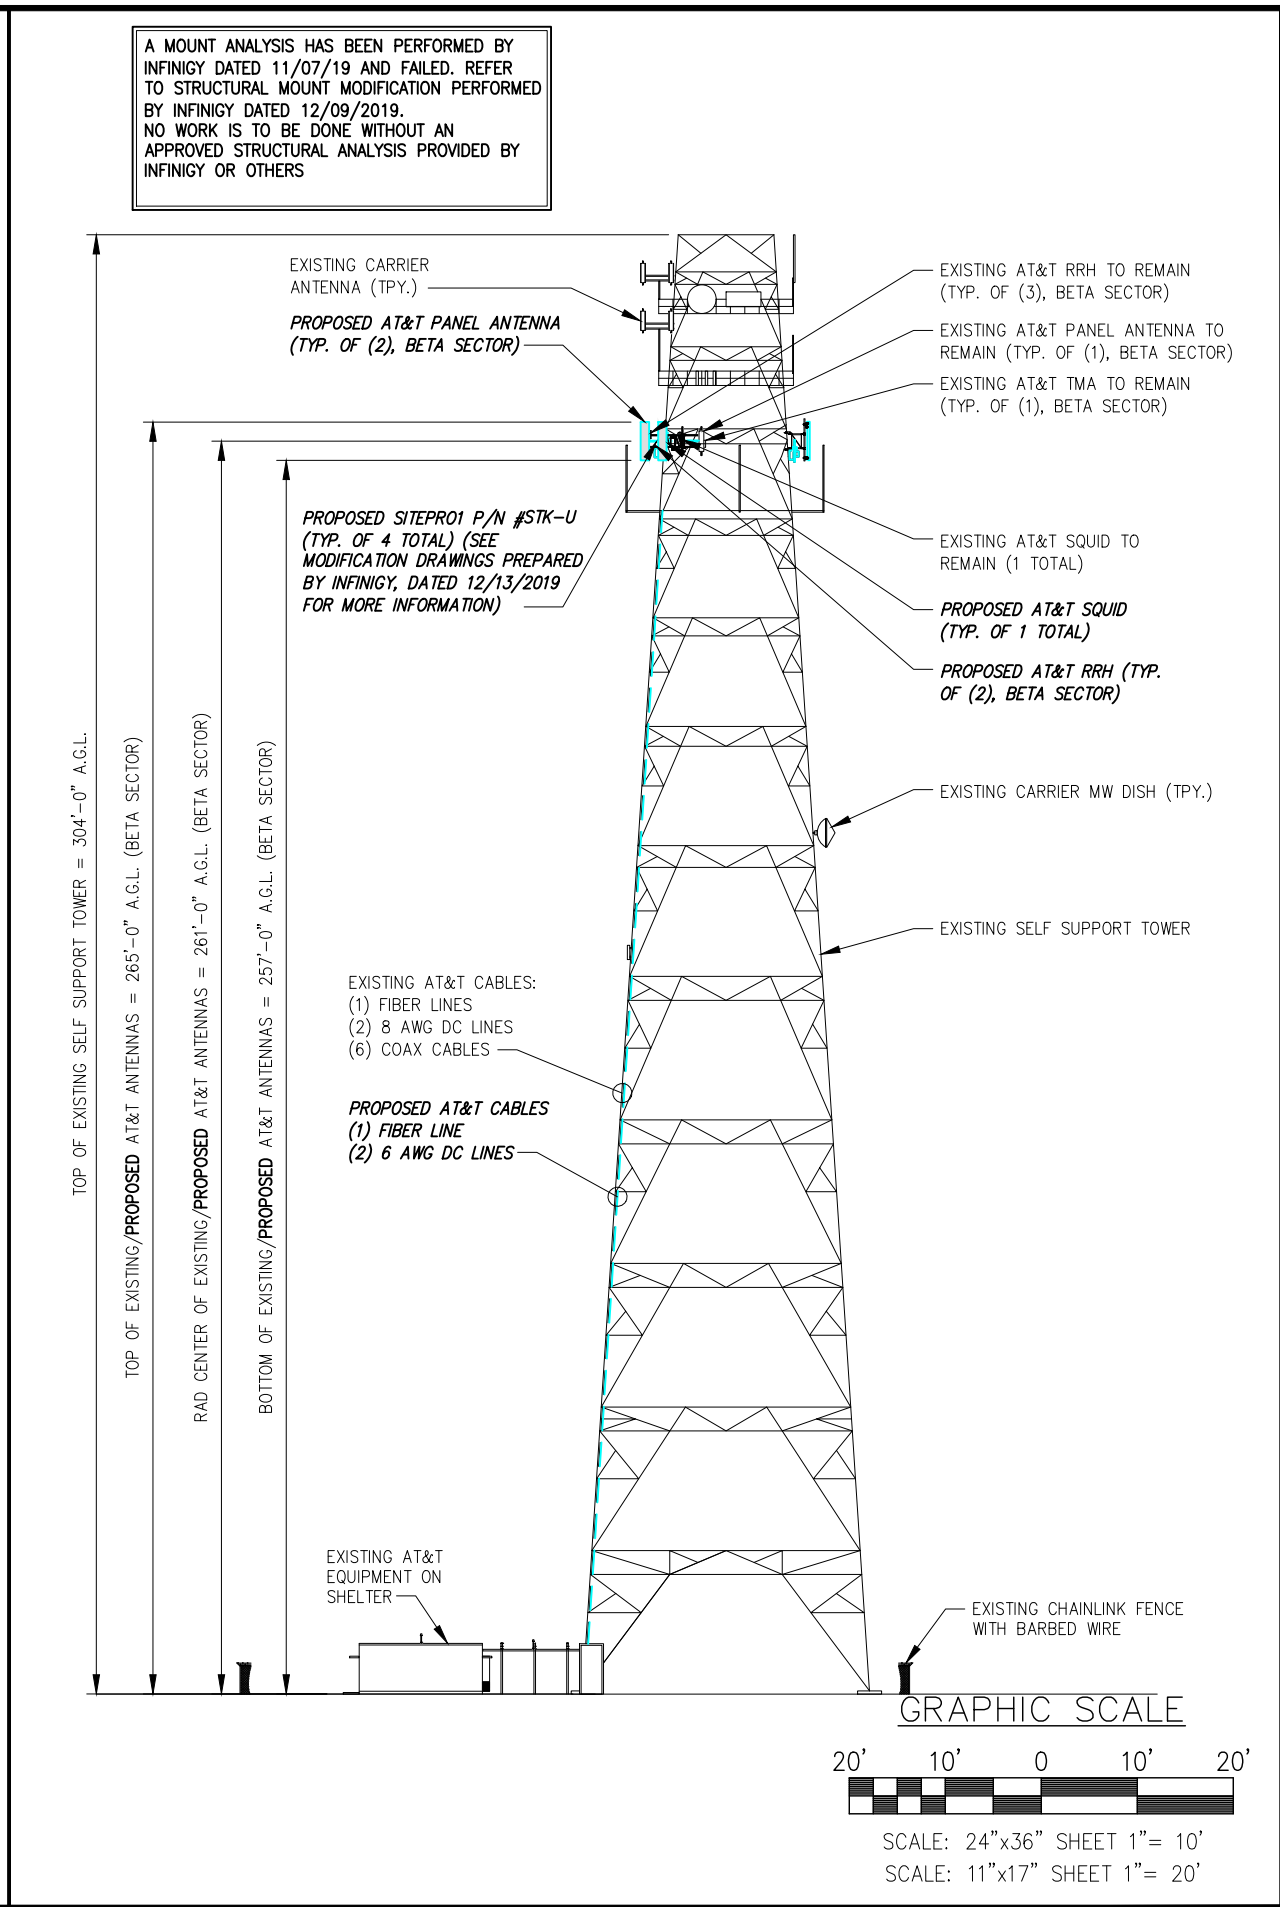 A MOUNT ANALYSIS HAS BEEN PERFORMED BY
INFINIGY DATED 11/07/19 AND FAILED. REFER
TO STRUCTURAL MOUNT MODIFICATION PERFORMED
BY INFINIGY DATED 12/09/2019.
NO WORK IS TO BE DONE WITHOUT AN
APPROVED STRUCTURAL ANALYSIS PROVIDED BY
INFINIGY OR OTHERS
EXISTING CARRIER
ANTENNA (TPY.)
PROPOSED AT&T PANEL ANTENNA
(TYP. OF (2), BETA SECTOR)
EXISTING AT&T RRH TO REMAIN
(TYP. OF (3), BETA SECTOR)
EXISTING AT&T PANEL ANTENNA TO
REMAIN (TYP. OF (1), BETA SECTOR)
EXISTING AT&T TMA TO REMAIN
(TYP. OF (1), BETA SECTOR)
PROPOSED SITEPRO1 P/N #STK-U
(TYP. OF 4 TOTAL) (SEE
MODIFICATION DRAWINGS PREPARED
BY INFINIGY, DATED 12/13/2019
FOR MORE INFORMATION)
EXISTING AT&T SQUID TO
REMAIN (1 TOTAL)
PROPOSED AT&T SQUID
(TYP. OF 1 TOTAL)
PROPOSED AT&T RRH (TYP.
OF (2), BETA SECTOR)
TOP OF EXISTING SELF SUPPORT TOWER = 304'-0" A.G.L.
TOP OF EXISTING/PROPOSED AT&T ANTENNAS = 265'-0" A.G.L. (BETA SECTOR)
RAD CENTER OF EXISTING/PROPOSED AT&T ANTENNAS = 261'-0" A.G.L. (BETA SECTOR)
BOTTOM OF EXISTING/PROPOSED AT&T ANTENNAS = 257'-0" A.G.L. (BETA SECTOR)
EXISTING CARRIER MW DISH (TPY.)
EXISTING SELF SUPPORT TOWER
EXISTING AT&T CABLES:
(1) FIBER LINES
(2) 8 AWG DC LINES
(6) COAX CABLES
PROPOSED AT&T CABLES
(1) FIBER LINE
(2) 6 AWG DC LINES
EXISTING AT&T
EQUIPMENT ON
SHELTER
EXISTING CHAINLINK FENCE
WITH BARBED WIRE
GRAPHIC SCALE
20' 10' 0 10' 20'
SCALE: 24"x36" SHEET 1"= 10'
SCALE: 11"x17" SHEET 1"= 20'